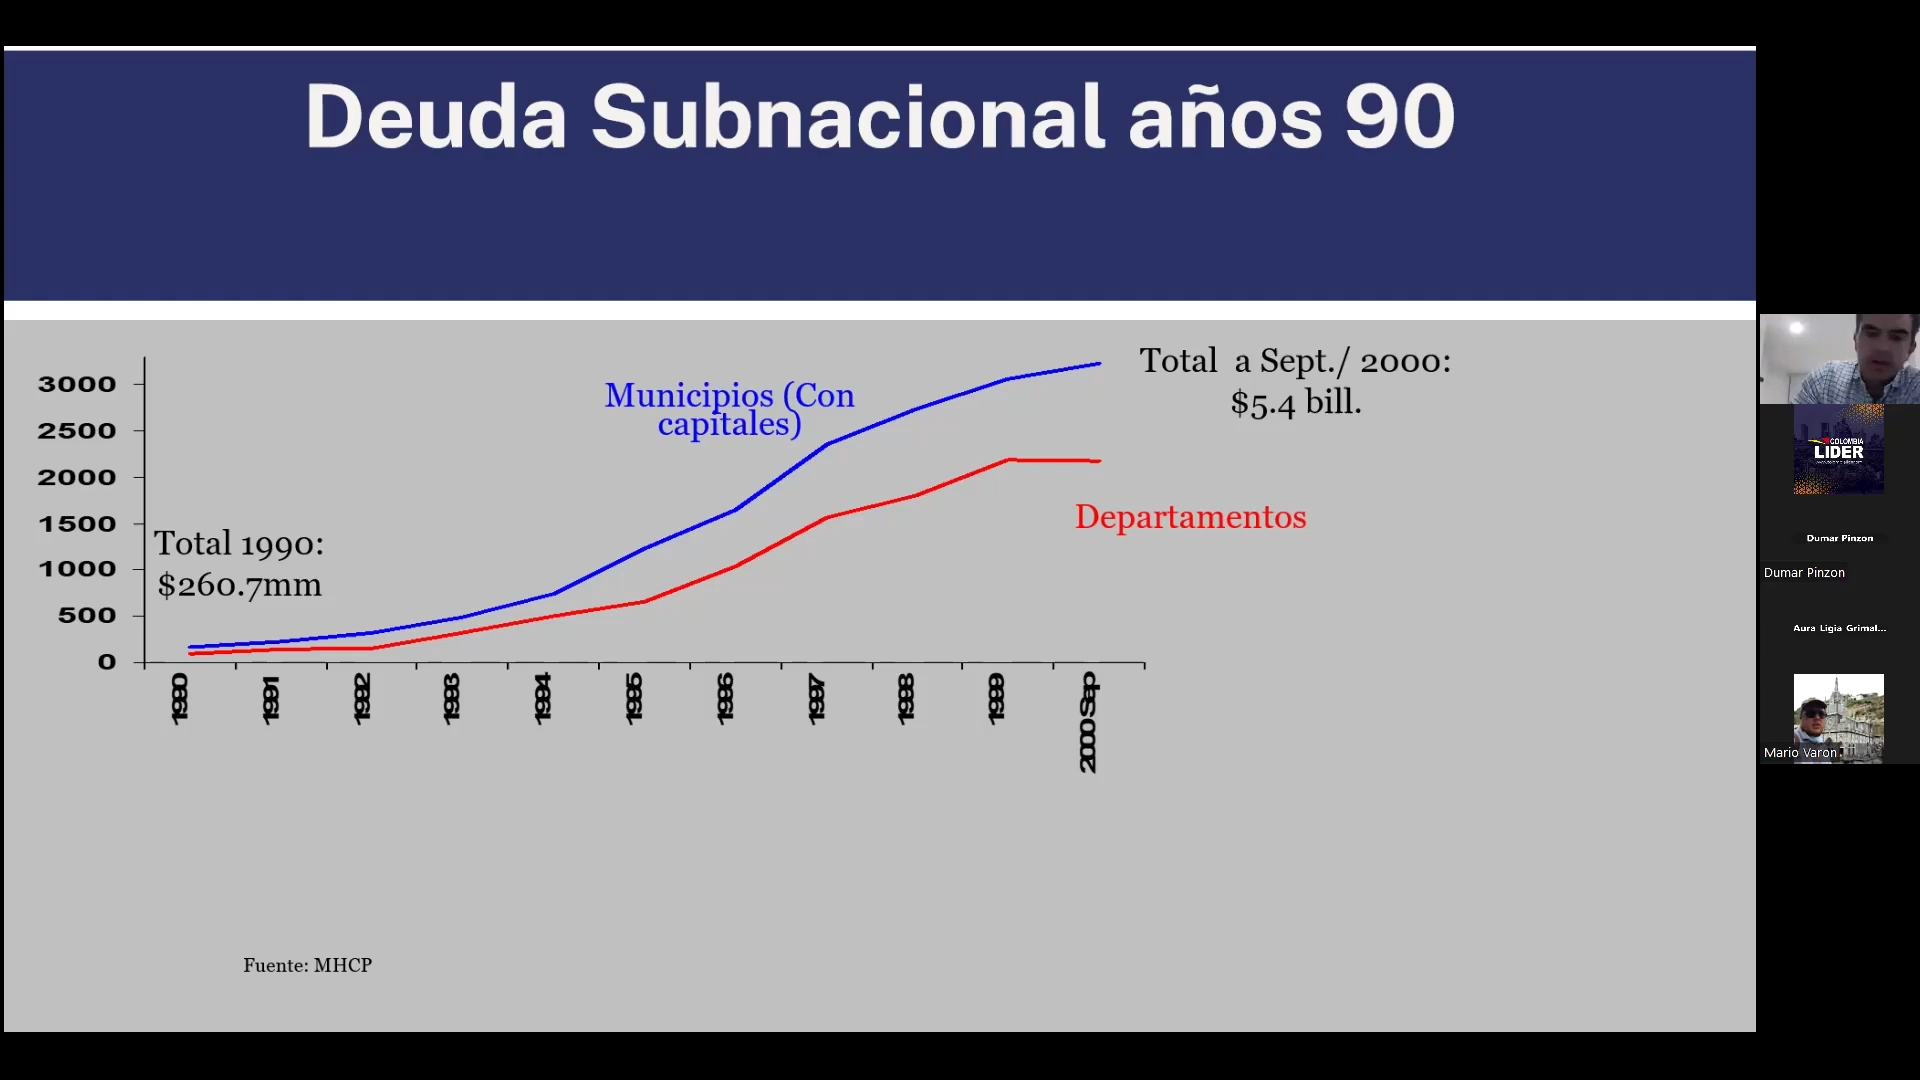 Deuda Subnacional años 90
3000
2500
2000
1500
1000
500
0
Total 1990:
$260.7mm
Municipios (Con
capitales)
Total a Sept./ 2000:
$5.4 bill.
Departamentos
1990
1991
1992
1993
1994
1995
1996
1997
1998
1999
2000 Sep
Fuente: MHCP
COLOMBIA
LIDER
Dumar Pinzon
Dumar Pinzon
Aura Ligia Grimal...
Mario Varon